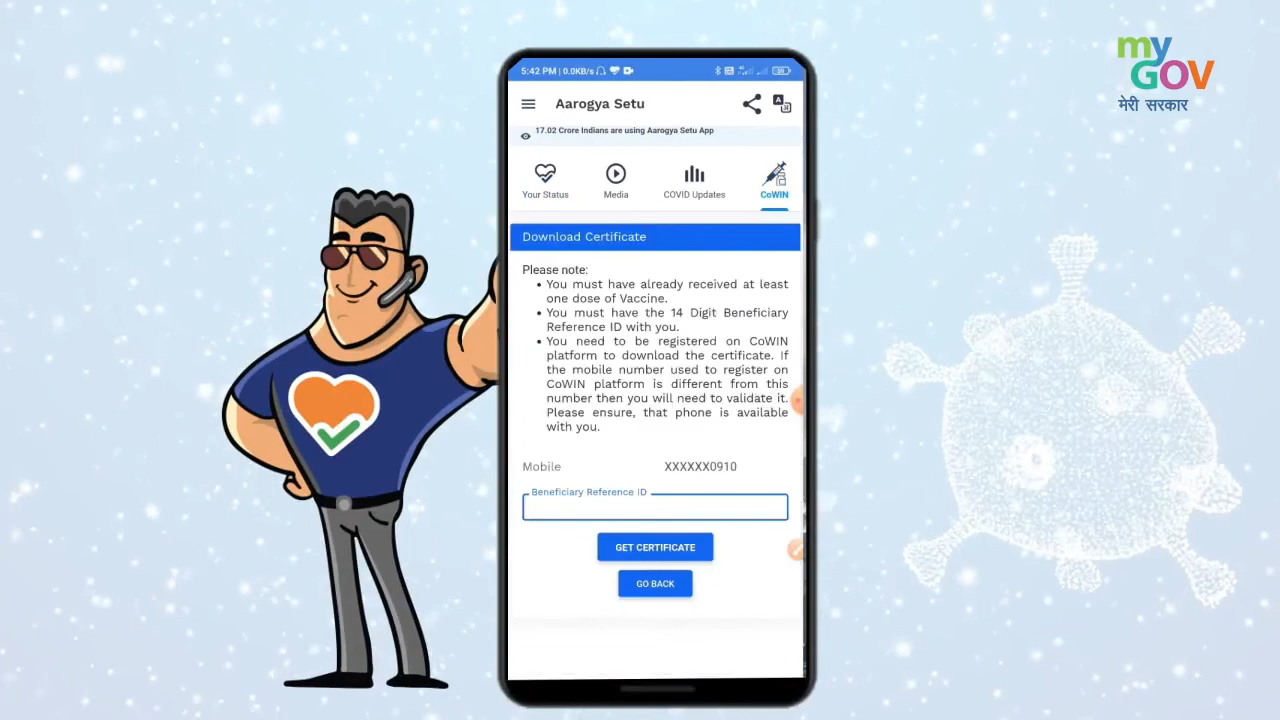 my
GOV
मेरी सरकार
5:42 PM | 0.0KB/s
Aarogya Setu
17.02 Crore Indians are using Aarogya Setu App
Your Status
Media
COVID Updates
CoWIN
Download Certificate
Please note:
• You must have already received at least
one dose of Vaccine.
• You must have the 14 Digit Beneficiary
Reference ID with you.
• You need to be registered on CoWIN
platform to download the certificate. If
the mobile number used to register on
CoWIN platform is different from this
number then you will need to validate it.
Please ensure, that phone is available
with you.
Mobile XXXXXX0910
Beneficiary Reference ID
GET CERTIFICATE
GO BACK